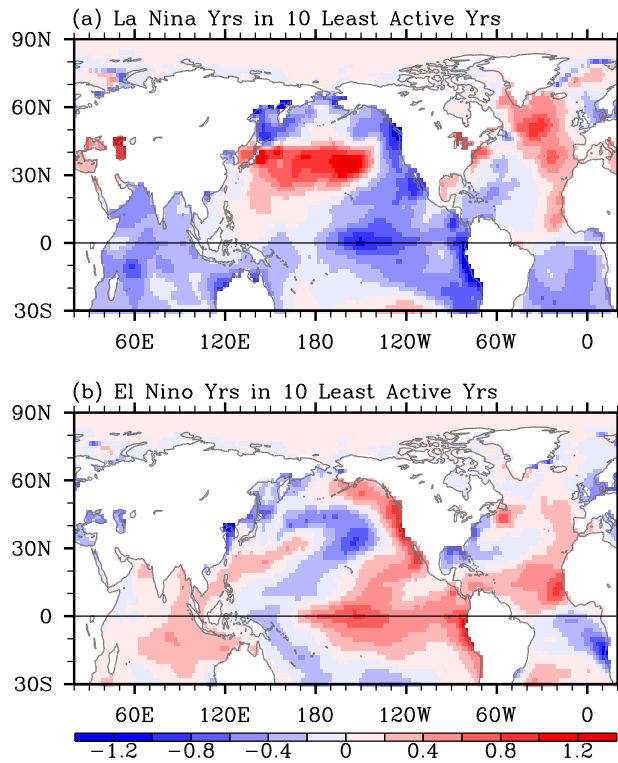 (a) La Nina Yrs in 10 Least Active Yrs
90N
60N
30N
0
30S
60E 120E 180 120W 60W 0
(b) El Nino Yrs in 10 Least Active Yrs
90N
60N
30N
0
30S
60E 120E 180 120W 60W 0
−1.2 −0.8 −0.4 0 0.4 0.8 1.2